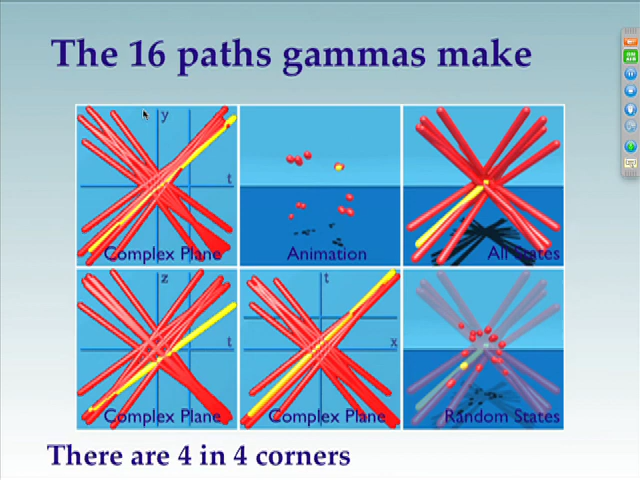 The 16 paths gammas make
y
t
Complex Plane
Animation
All States
z
t
Complex Plane
t
x
Complex Plane
Random States
There are 4 in 4 corners